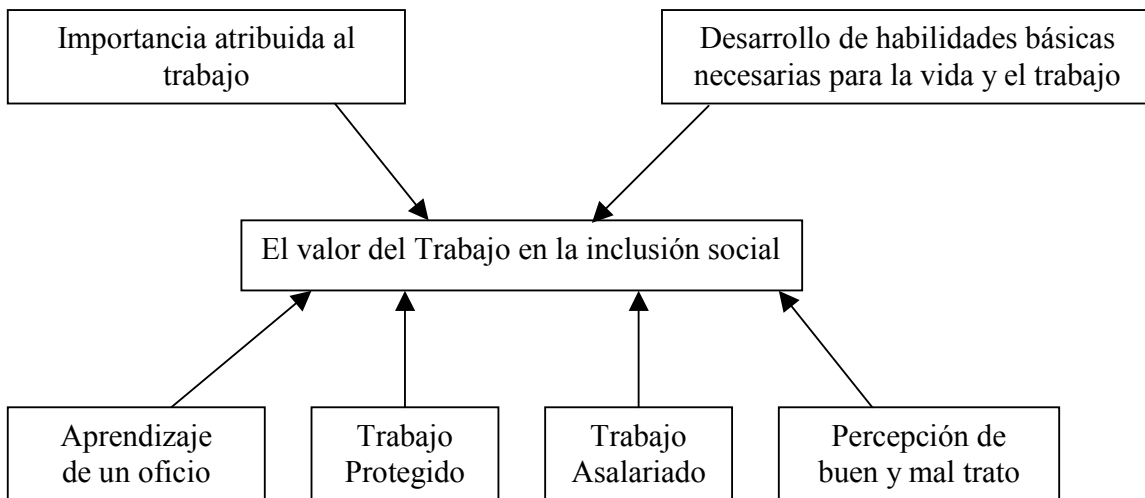 Importancia atribuida al
trabajo
Desarrollo de habilidades básicas
necesarias para la vida y el trabajo
El valor del Trabajo en la inclusión social
Aprendizaje
de un oficio
Trabajo
Protegido
Trabajo
Asalariado
Percepción de
buen y mal trato